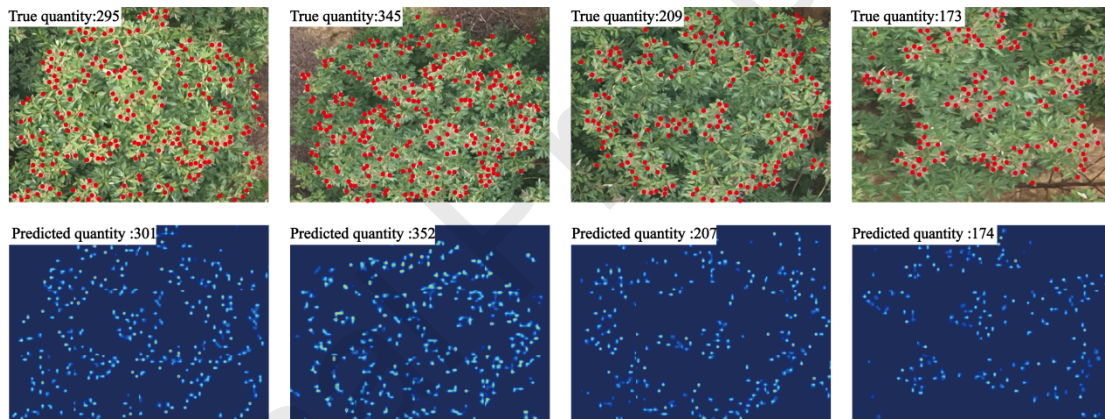 True quantity:295
True quantity:345
True quantity:209
True quantity:173
Predicted quantity :301
Predicted quantity :352
Predicted quantity :207
Predicted quantity :174